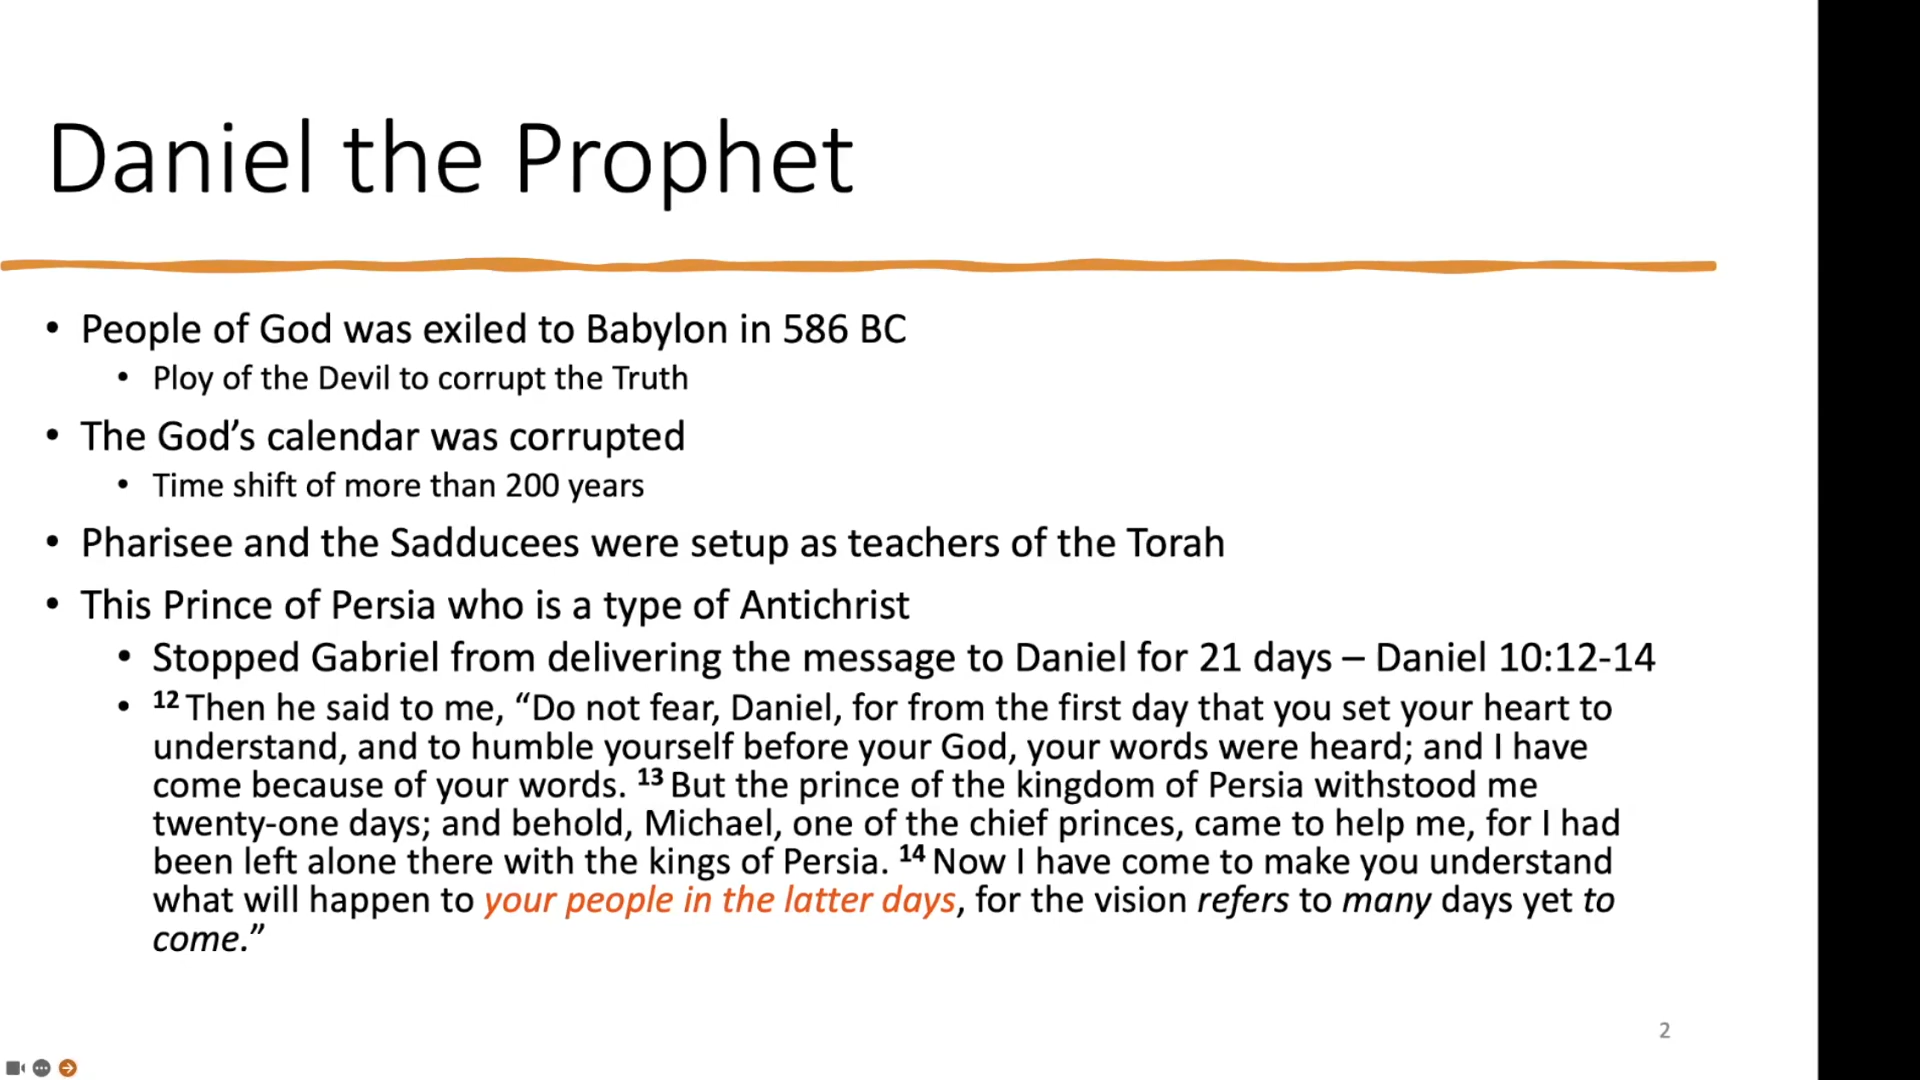 Daniel the Prophet
• People of God was exiled to Babylon in 586 BC
• Ploy of the Devil to corrupt the Truth
• The God’s calendar was corrupted
• Time shift of more than 200 years
• Pharisee and the Sadducees were setup as teachers of the Torah
• This Prince of Persia who is a type of Antichrist
• Stopped Gabriel from delivering the message to Daniel for 21 days – Daniel 10:12-14
• 12 Then he said to me, “Do not fear, Daniel, for from the first day that you set your heart to
understand, and to humble yourself before your God, your words were heard; and I have
come because of your words. 13 But the prince of the kingdom of Persia withstood me
twenty-one days; and behold, Michael, one of the chief princes, came to help me, for I had
been left alone there with the kings of Persia. 14 Now I have come to make you understand
what will happen to your people in the latter days, for the vision refers to many days yet to
come.”
2